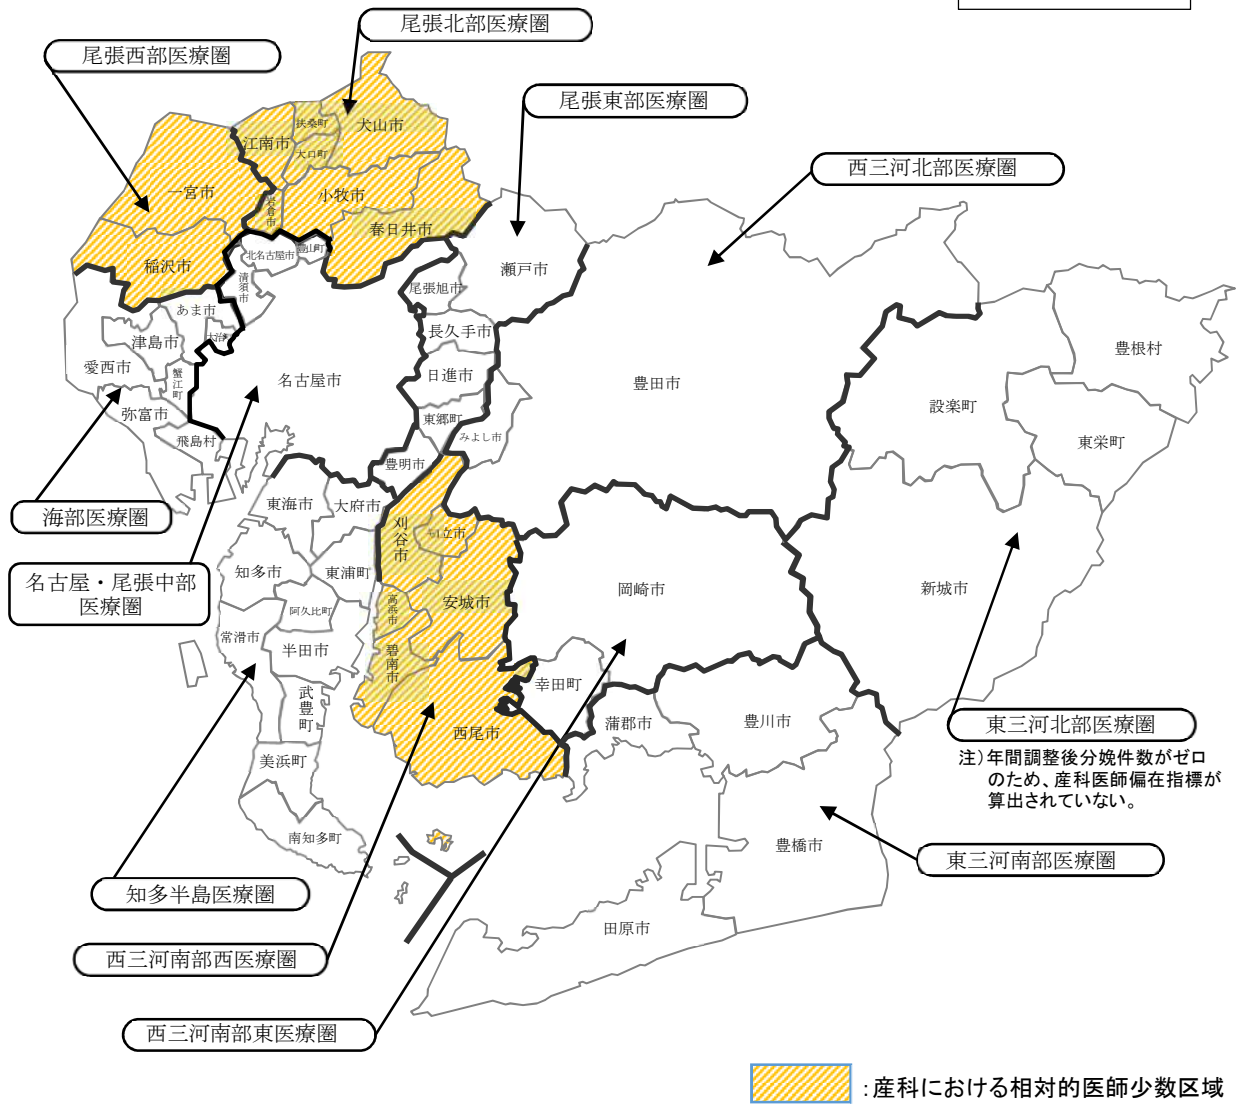 尾張北部医療圏
尾張西部医療圏
尾張東部医療圏
西三河北部医療圏
扶桑町
犬山市
江南市
大口町
一宮市
小牧市
岩倉市
春日井市
稲沢市
北名古屋市
豊山町
瀬戸市
清須市
尾張旭市
あま市
大治町
長久手市
津島市
愛西市
蟹江町
名古屋市
日進市
豊田市
豊根村
設楽町
弥富市
東郷町
みよし市
東栄町
飛島村
豊明市
海部医療圏
東海市
大府市
刈谷市
知立市
名古屋・尾張中部
医療圏
知多市
東浦町
岡崎市
新城市
阿久比町
高浜市
安城市
常滑市
半田市
碧南市
武豊町
幸田町
西尾市
蒲郡市
豊川市
東三河北部医療圏
注)年間調整後分娩件数がゼロ
のため、産科医師偏在指標が
算出されていない。
美浜町
南知多町
豊橋市
東三河南部医療圏
知多半島医療圏
田原市
西三河南部西医療圏
西三河南部東医療圏
:産科における相対的医師少数区域